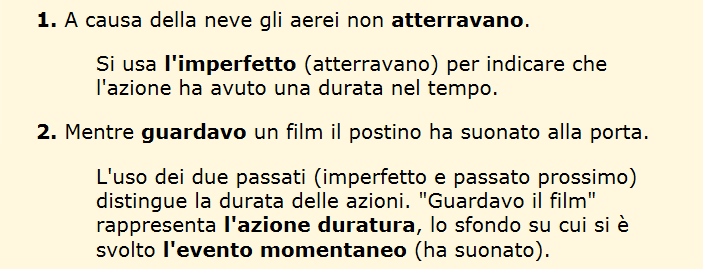 1. A causa della neve gli aerei non atterravano.
Si usa l'imperfetto (atterravano) per indicare che
l'azione ha avuto una durata nel tempo.
2. Mentre guardavo un film il postino ha suonato alla porta.
L'uso dei due passati (imperfetto e passato prossimo)
distingue la durata delle azioni. "Guardavo il film"
rappresenta l'azione duratura, lo sfondo su cui si è
svolto l'evento momentaneo (ha suonato).